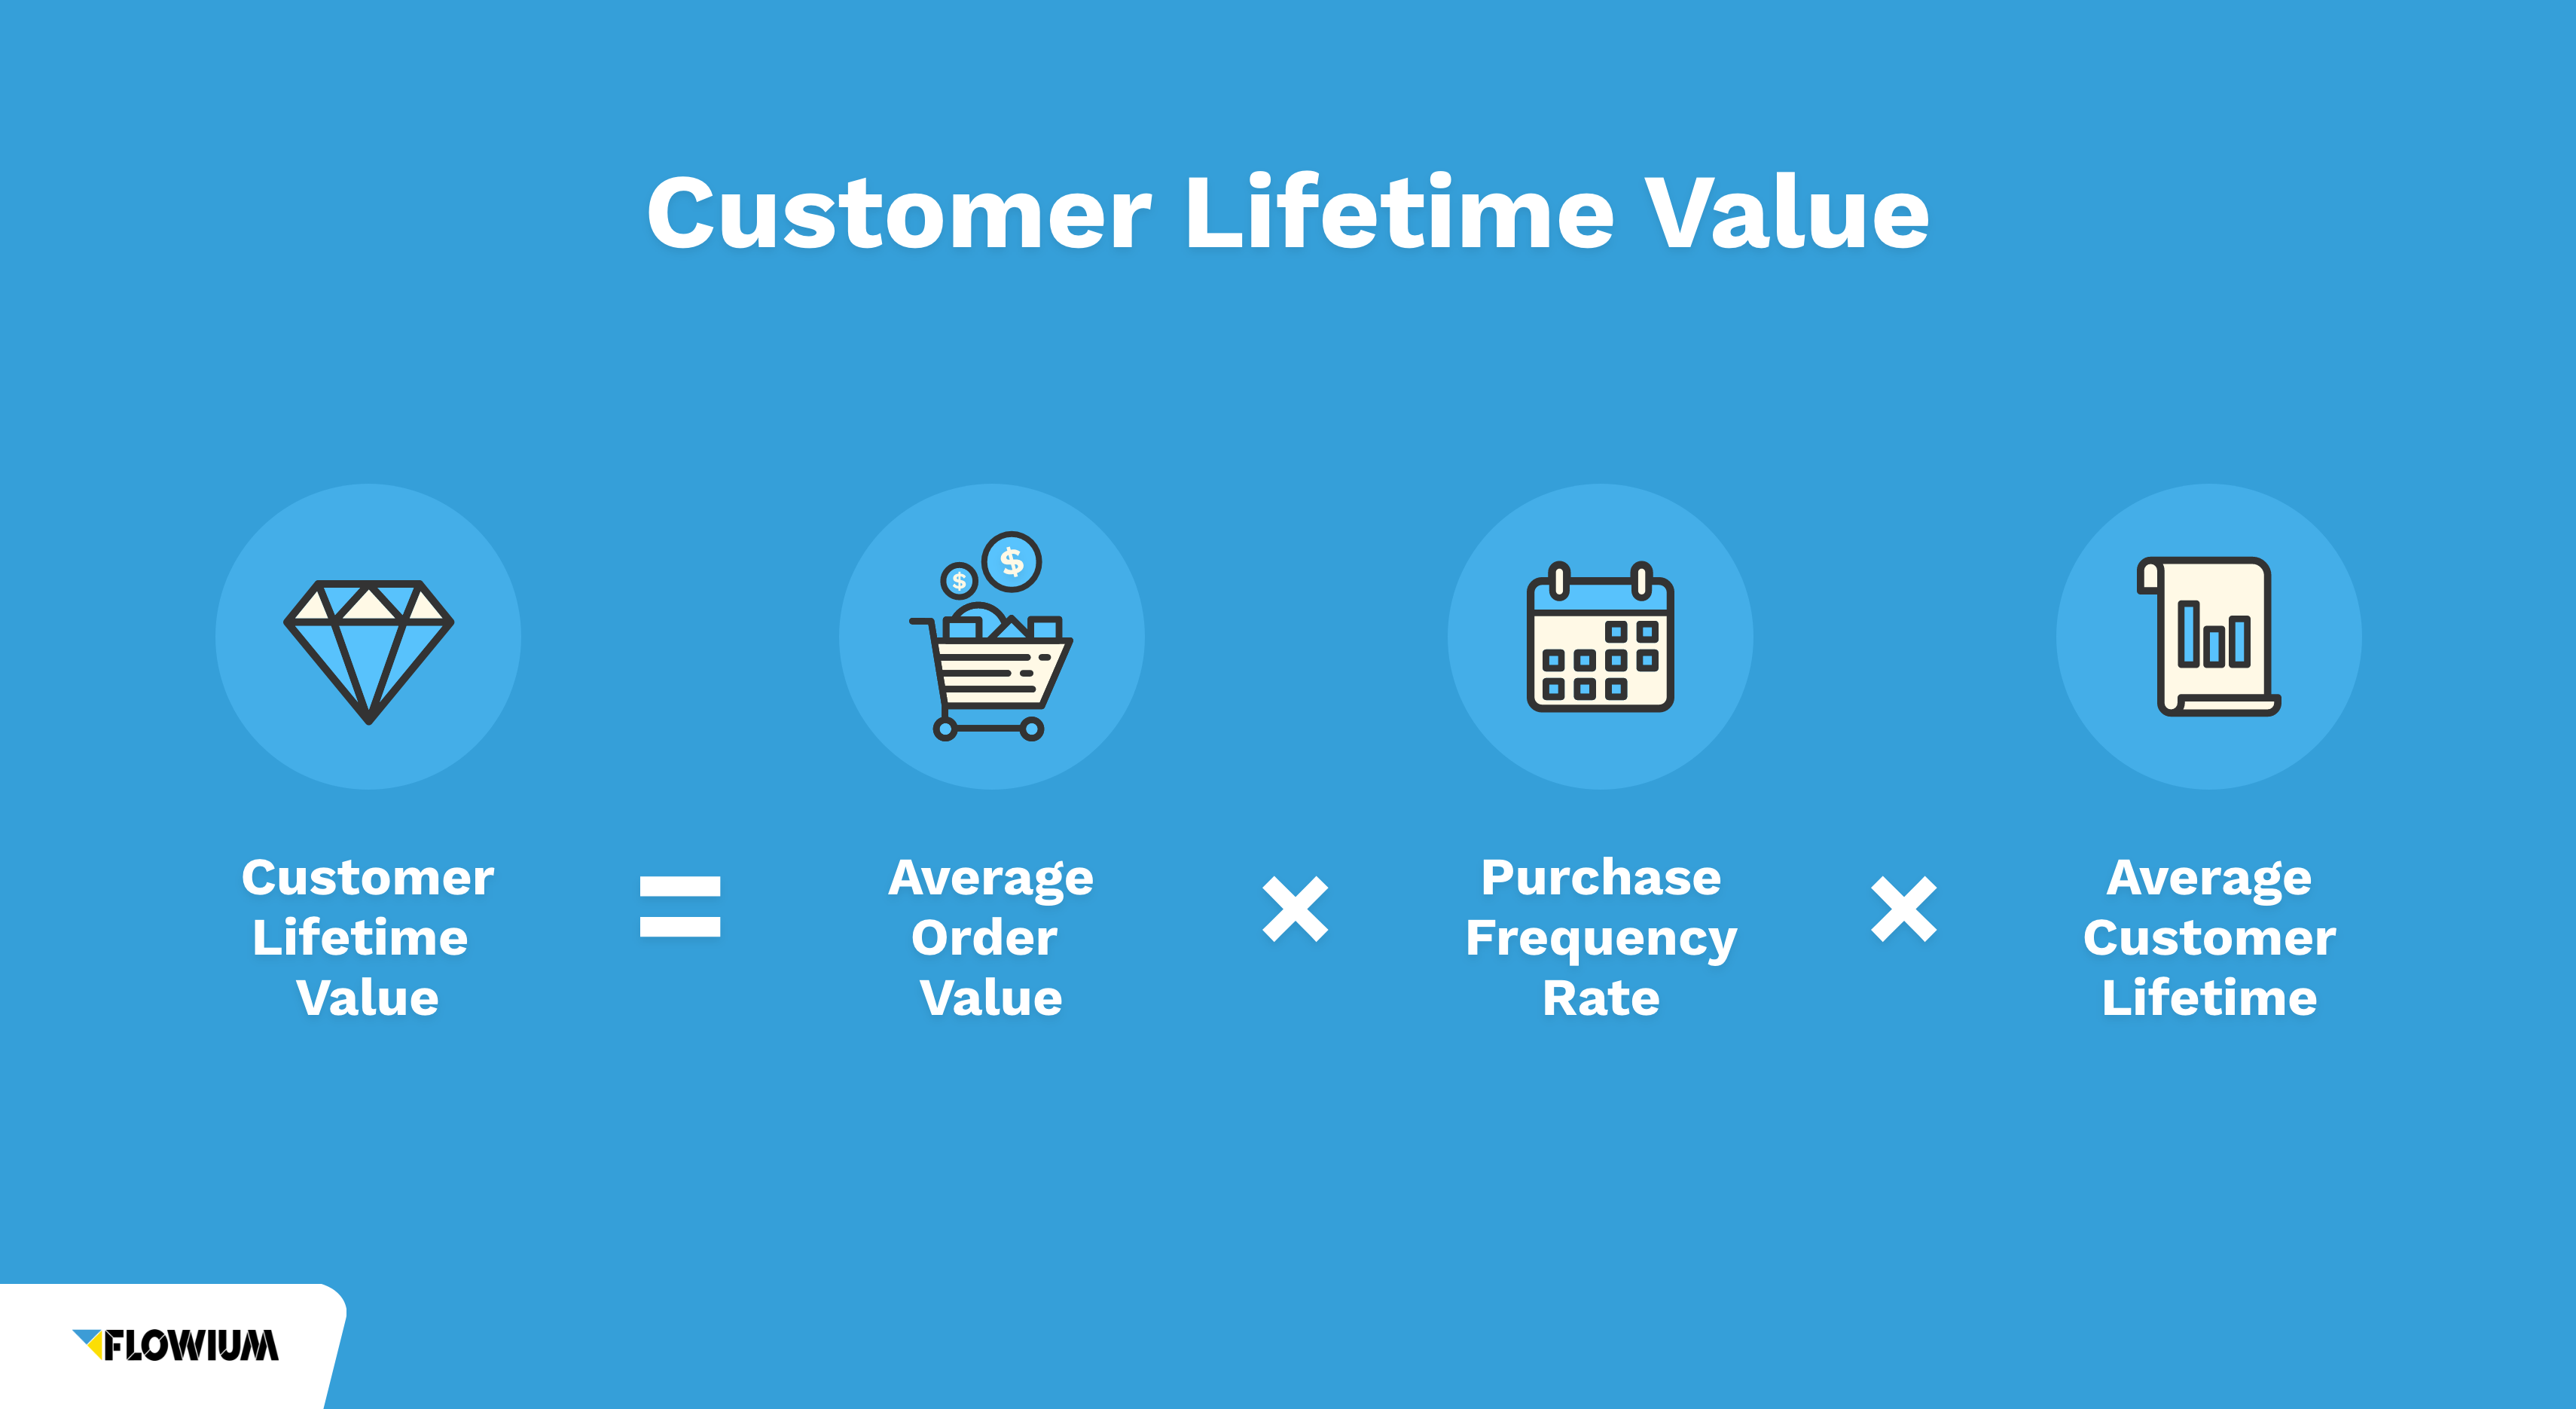 Customer Lifetime Value
$
$
Customer
Lifetime
Value
=
Average
Order
Value
×
Purchase
Frequency
Rate
×
Average
Customer
Lifetime
FLOWIUM